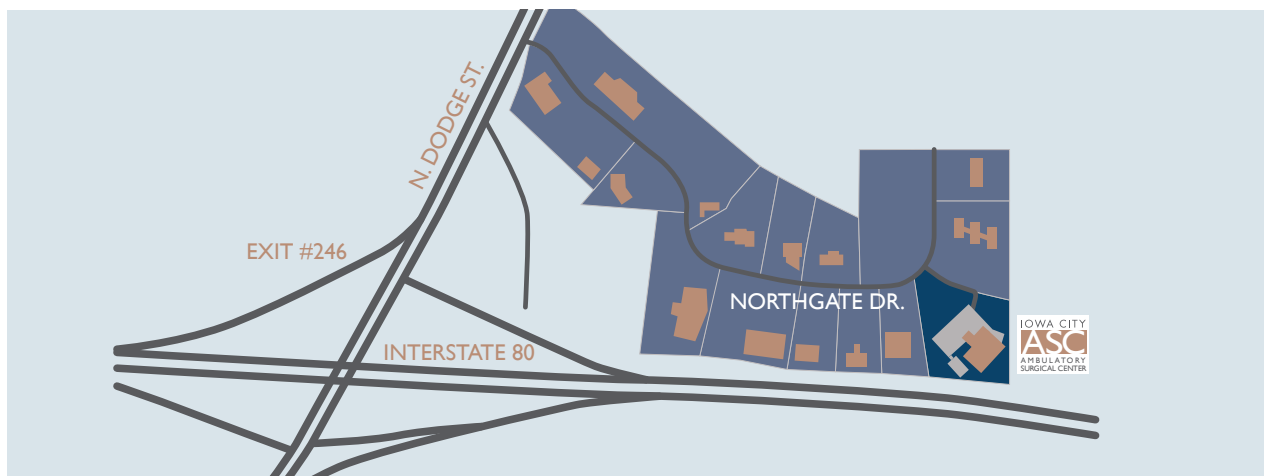 N. DODGE ST.
EXIT #246
INTERSTATE 80
NORTHGATE DR.
IOWA CITY
ASC
AMBULATORY
SURGICAL CENTER